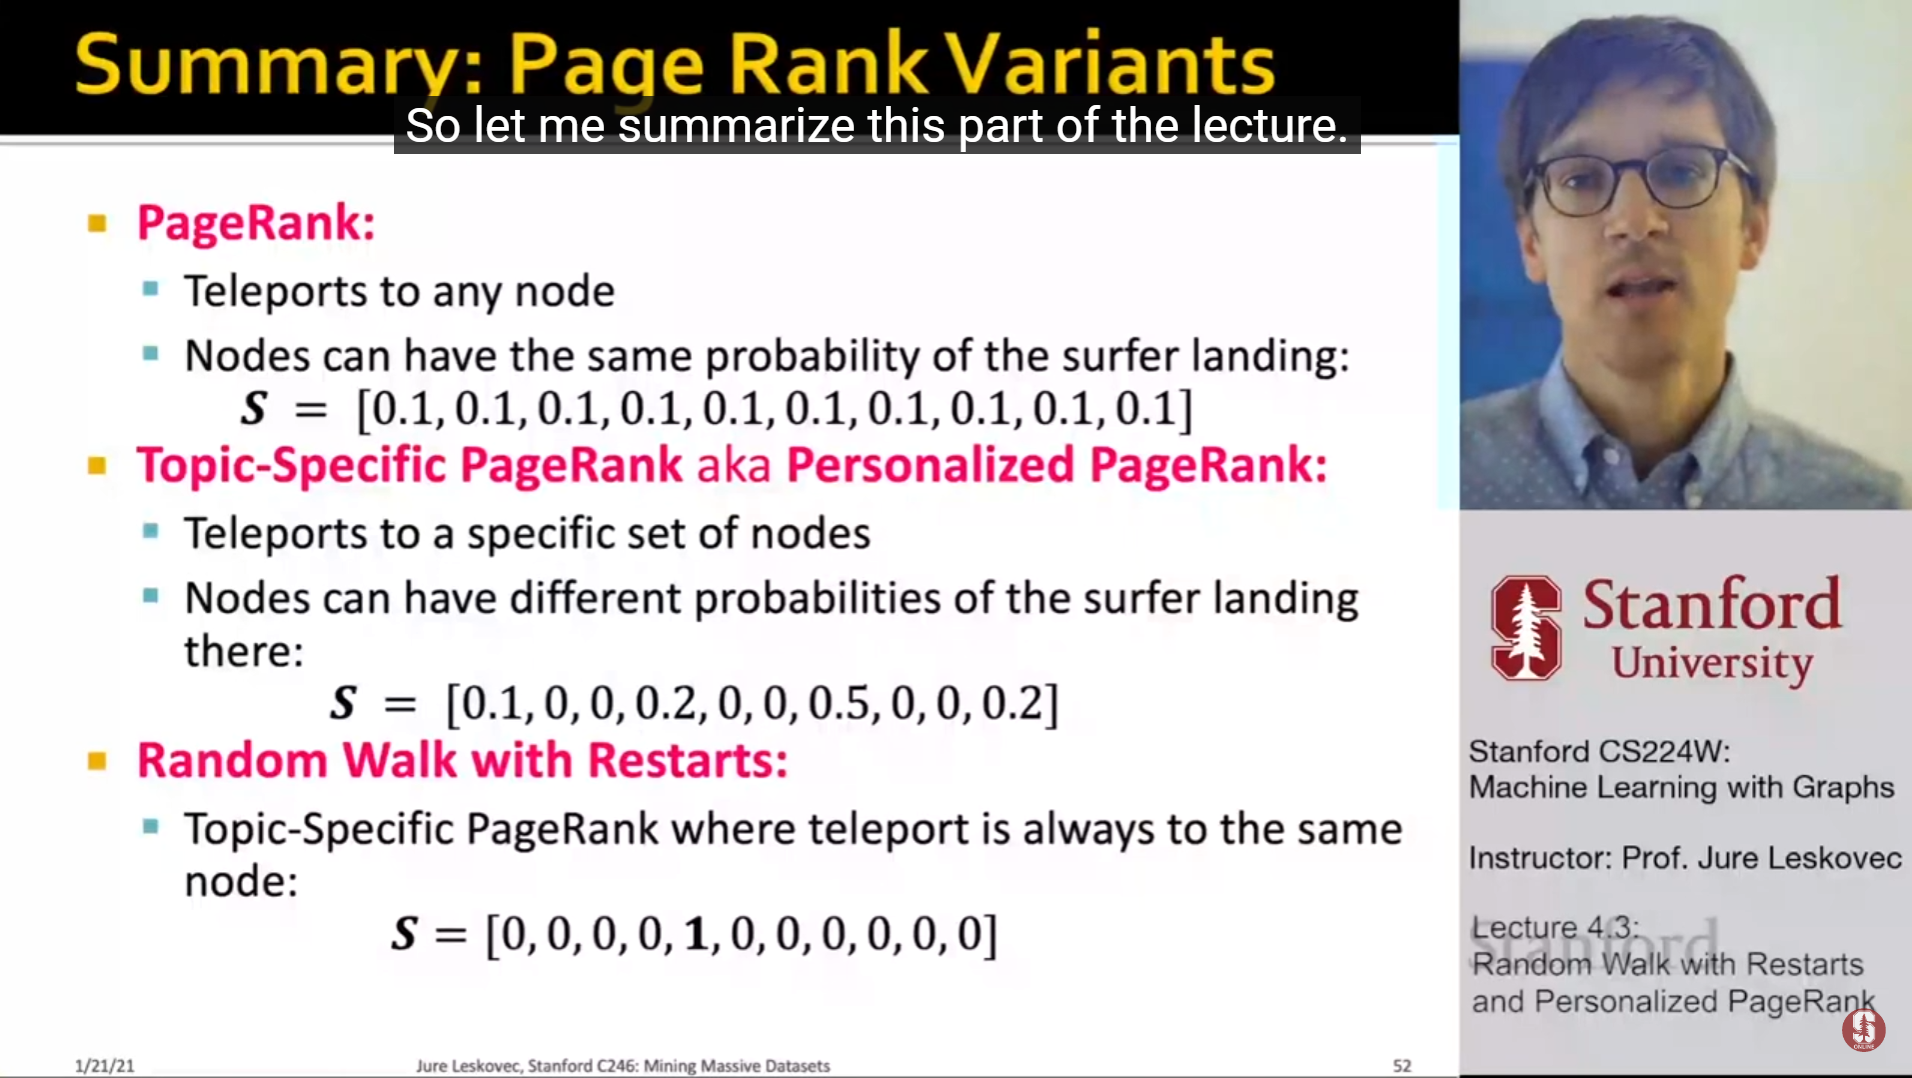 Summary: Page Rank Variants
So let me summarize this part of the lecture.
PageRank:
Teleports to any node
Nodes can have the same probability of the surfer landing:
S = [0.1, 0.1, 0.1, 0.1, 0.1, 0.1, 0.1, 0.1, 0.1, 0.1]
Topic-Specific PageRank aka Personalized PageRank:
Teleports to a specific set of nodes
Nodes can have different probabilities of the surfer landing
there:
S = [0.1, 0, 0, 0.2, 0, 0, 0.5, 0, 0, 0.2]
Random Walk with Restarts:
Topic-Specific PageRank where teleport is always to the same
node:
S = [0, 0, 0, 0, 1, 0, 0, 0, 0, 0, 0]
1/21/21
Jure Leskovec, Stanford C246: Mining Massive Datasets
52
Stanford
University
Stanford CS224W:
Machine Learning with Graphs
Instructor: Prof. Jure Leskovec
Lecture 4.3:
Stanford
Random Walk with Restarts
and Personalized PageRank
S
ONLINE